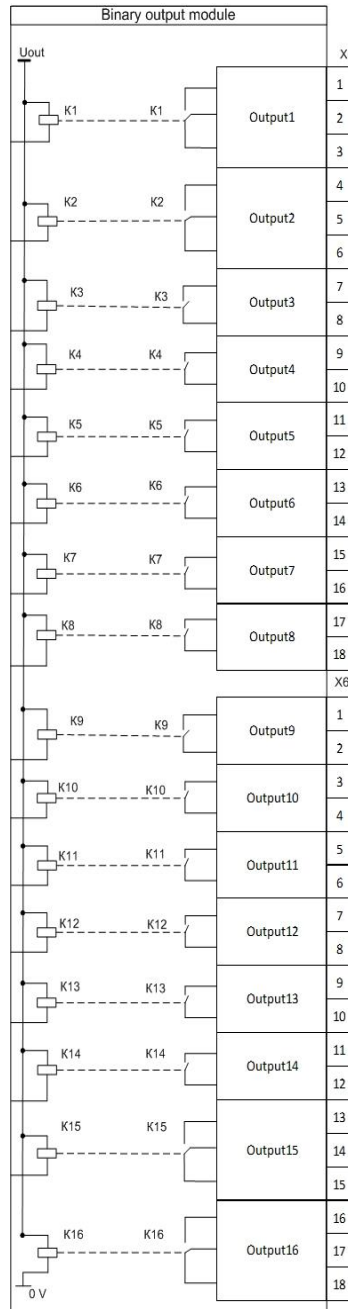 Binary output module
Uout
X
K1 K1 Output1 1
2
3
K2 K2 Output2 4
5
6
K3 K3 Output3 7
8
K4 K4 Output4 9
10
K5 K5 Output5 11
12
K6 K6 Output6 13
14
K7 K7 Output7 15
16
K8 K8 Output8 17
18
X6
K9 K9 Output9 1
2
K10 K10 Output10 3
4
K11 K11 Output11 5
6
K12 K12 Output12 7
8
K13 K13 Output13 9
10
K14 K14 Output14 11
12
K15 K15 Output15 13
14
15
K16 K16 Output16 16
17
18
0 V